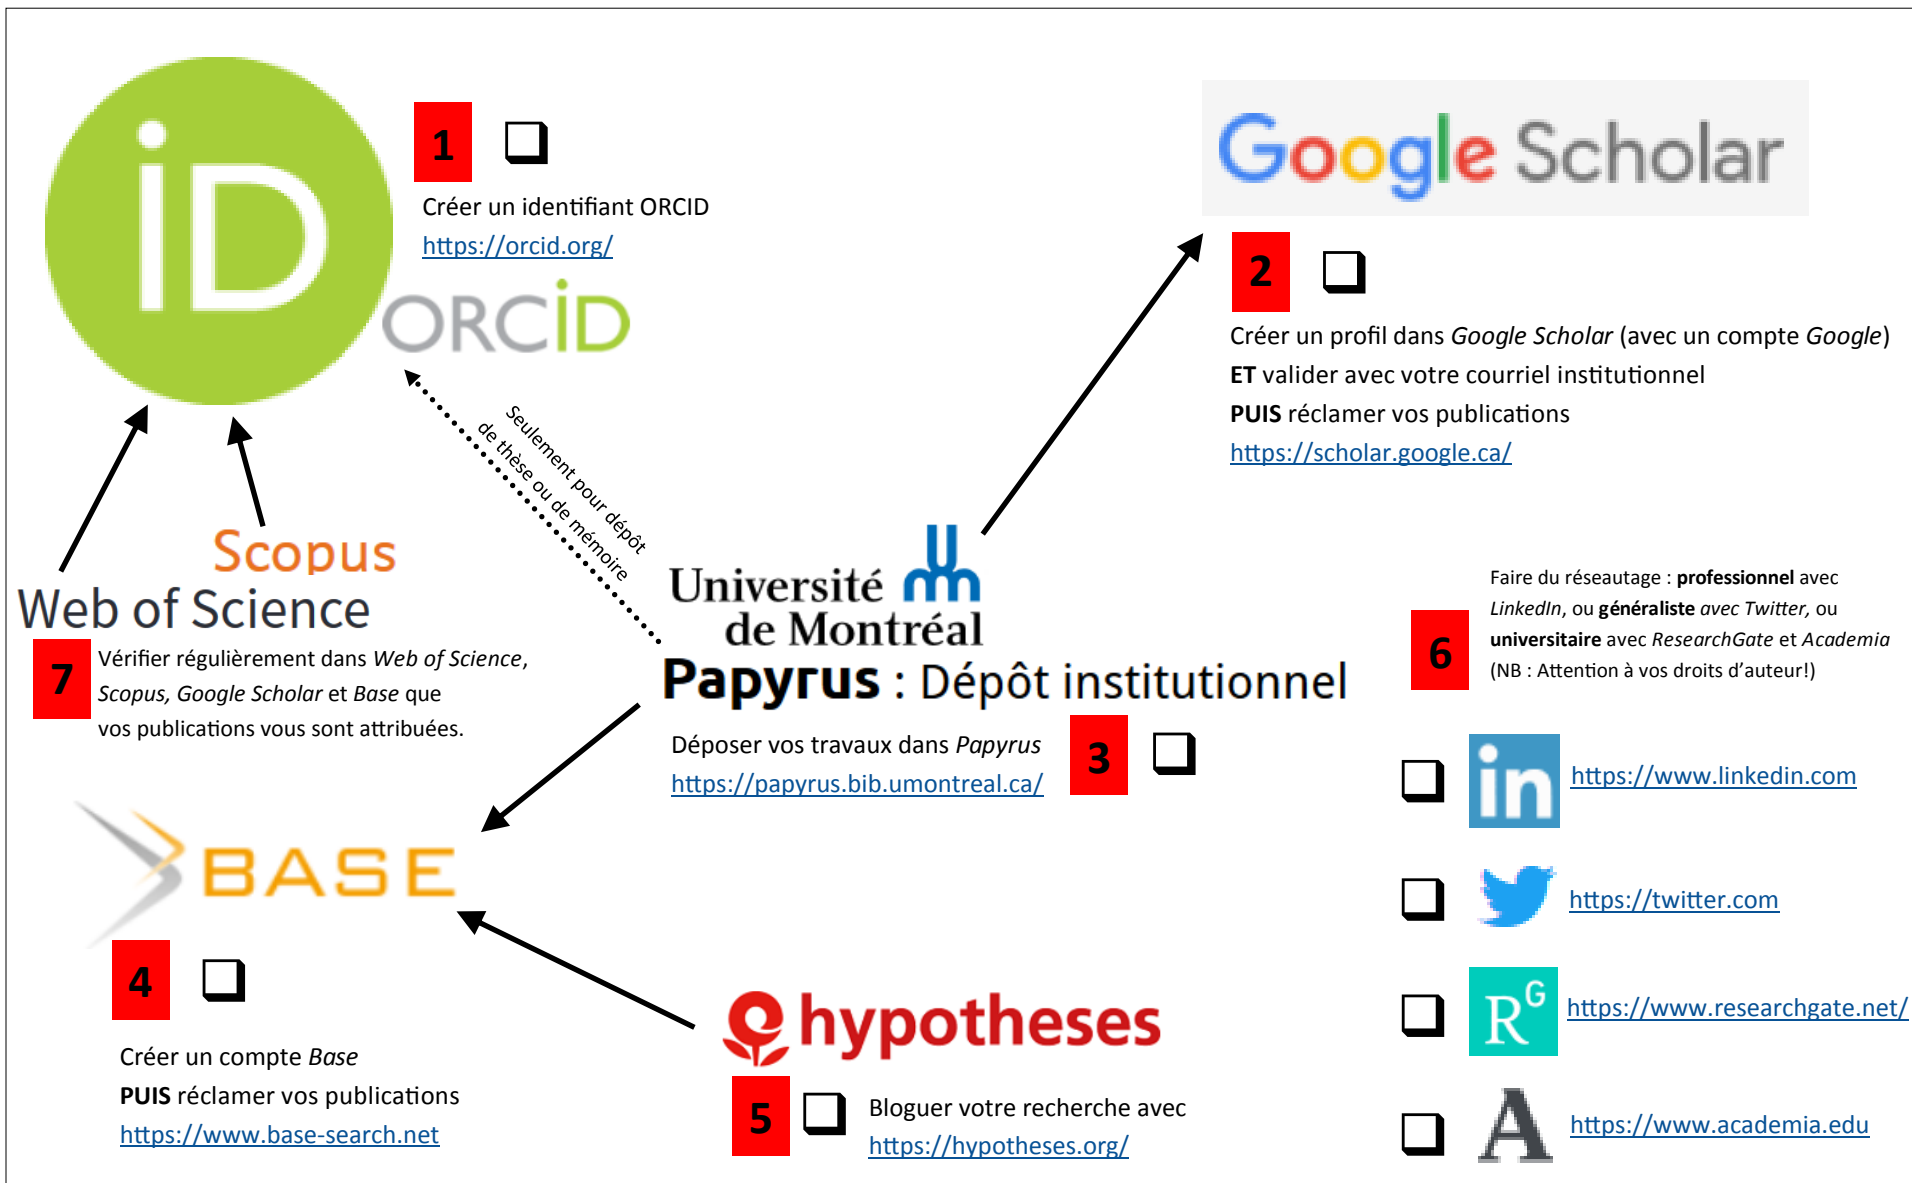 iD
1
Créer un identifiant ORCID
https://orcid.org/
ORCiD
Google Scholar
2
Créer un profil dans Google Scholar (avec un compte Google)
ET valider avec votre courriel institutionnel
PUIS réclamer vos publications
https://scholar.google.ca/
Seulement pour dépôt
de thèse ou de mémoire
Scopus
Web of Science
7
Vérifier régulièrement dans Web of Science,
Scopus, Google Scholar et Base que
vos publications vous sont attribuées.
Université
de Montréal
Papyrus : Dépôt institutionnel
Déposer vos travaux dans Papyrus
https://papyrus.bib.umontreal.ca/
3
BASE
4
Créer un compte Base
PUIS réclamer vos publications
https://www.base-search.net
hypotheses
5
Bloguer votre recherche avec
https://hypotheses.org/
6
Faire du réseautage : professionnel avec
LinkedIn, ou généraliste avec Twitter, ou
universitaire avec ResearchGate et Academia
(NB : Attention à vos droits d'auteur!)
in
https://www.linkedin.com
https://twitter.com
RG
https://www.researchgate.net/
A
https://www.academia.edu